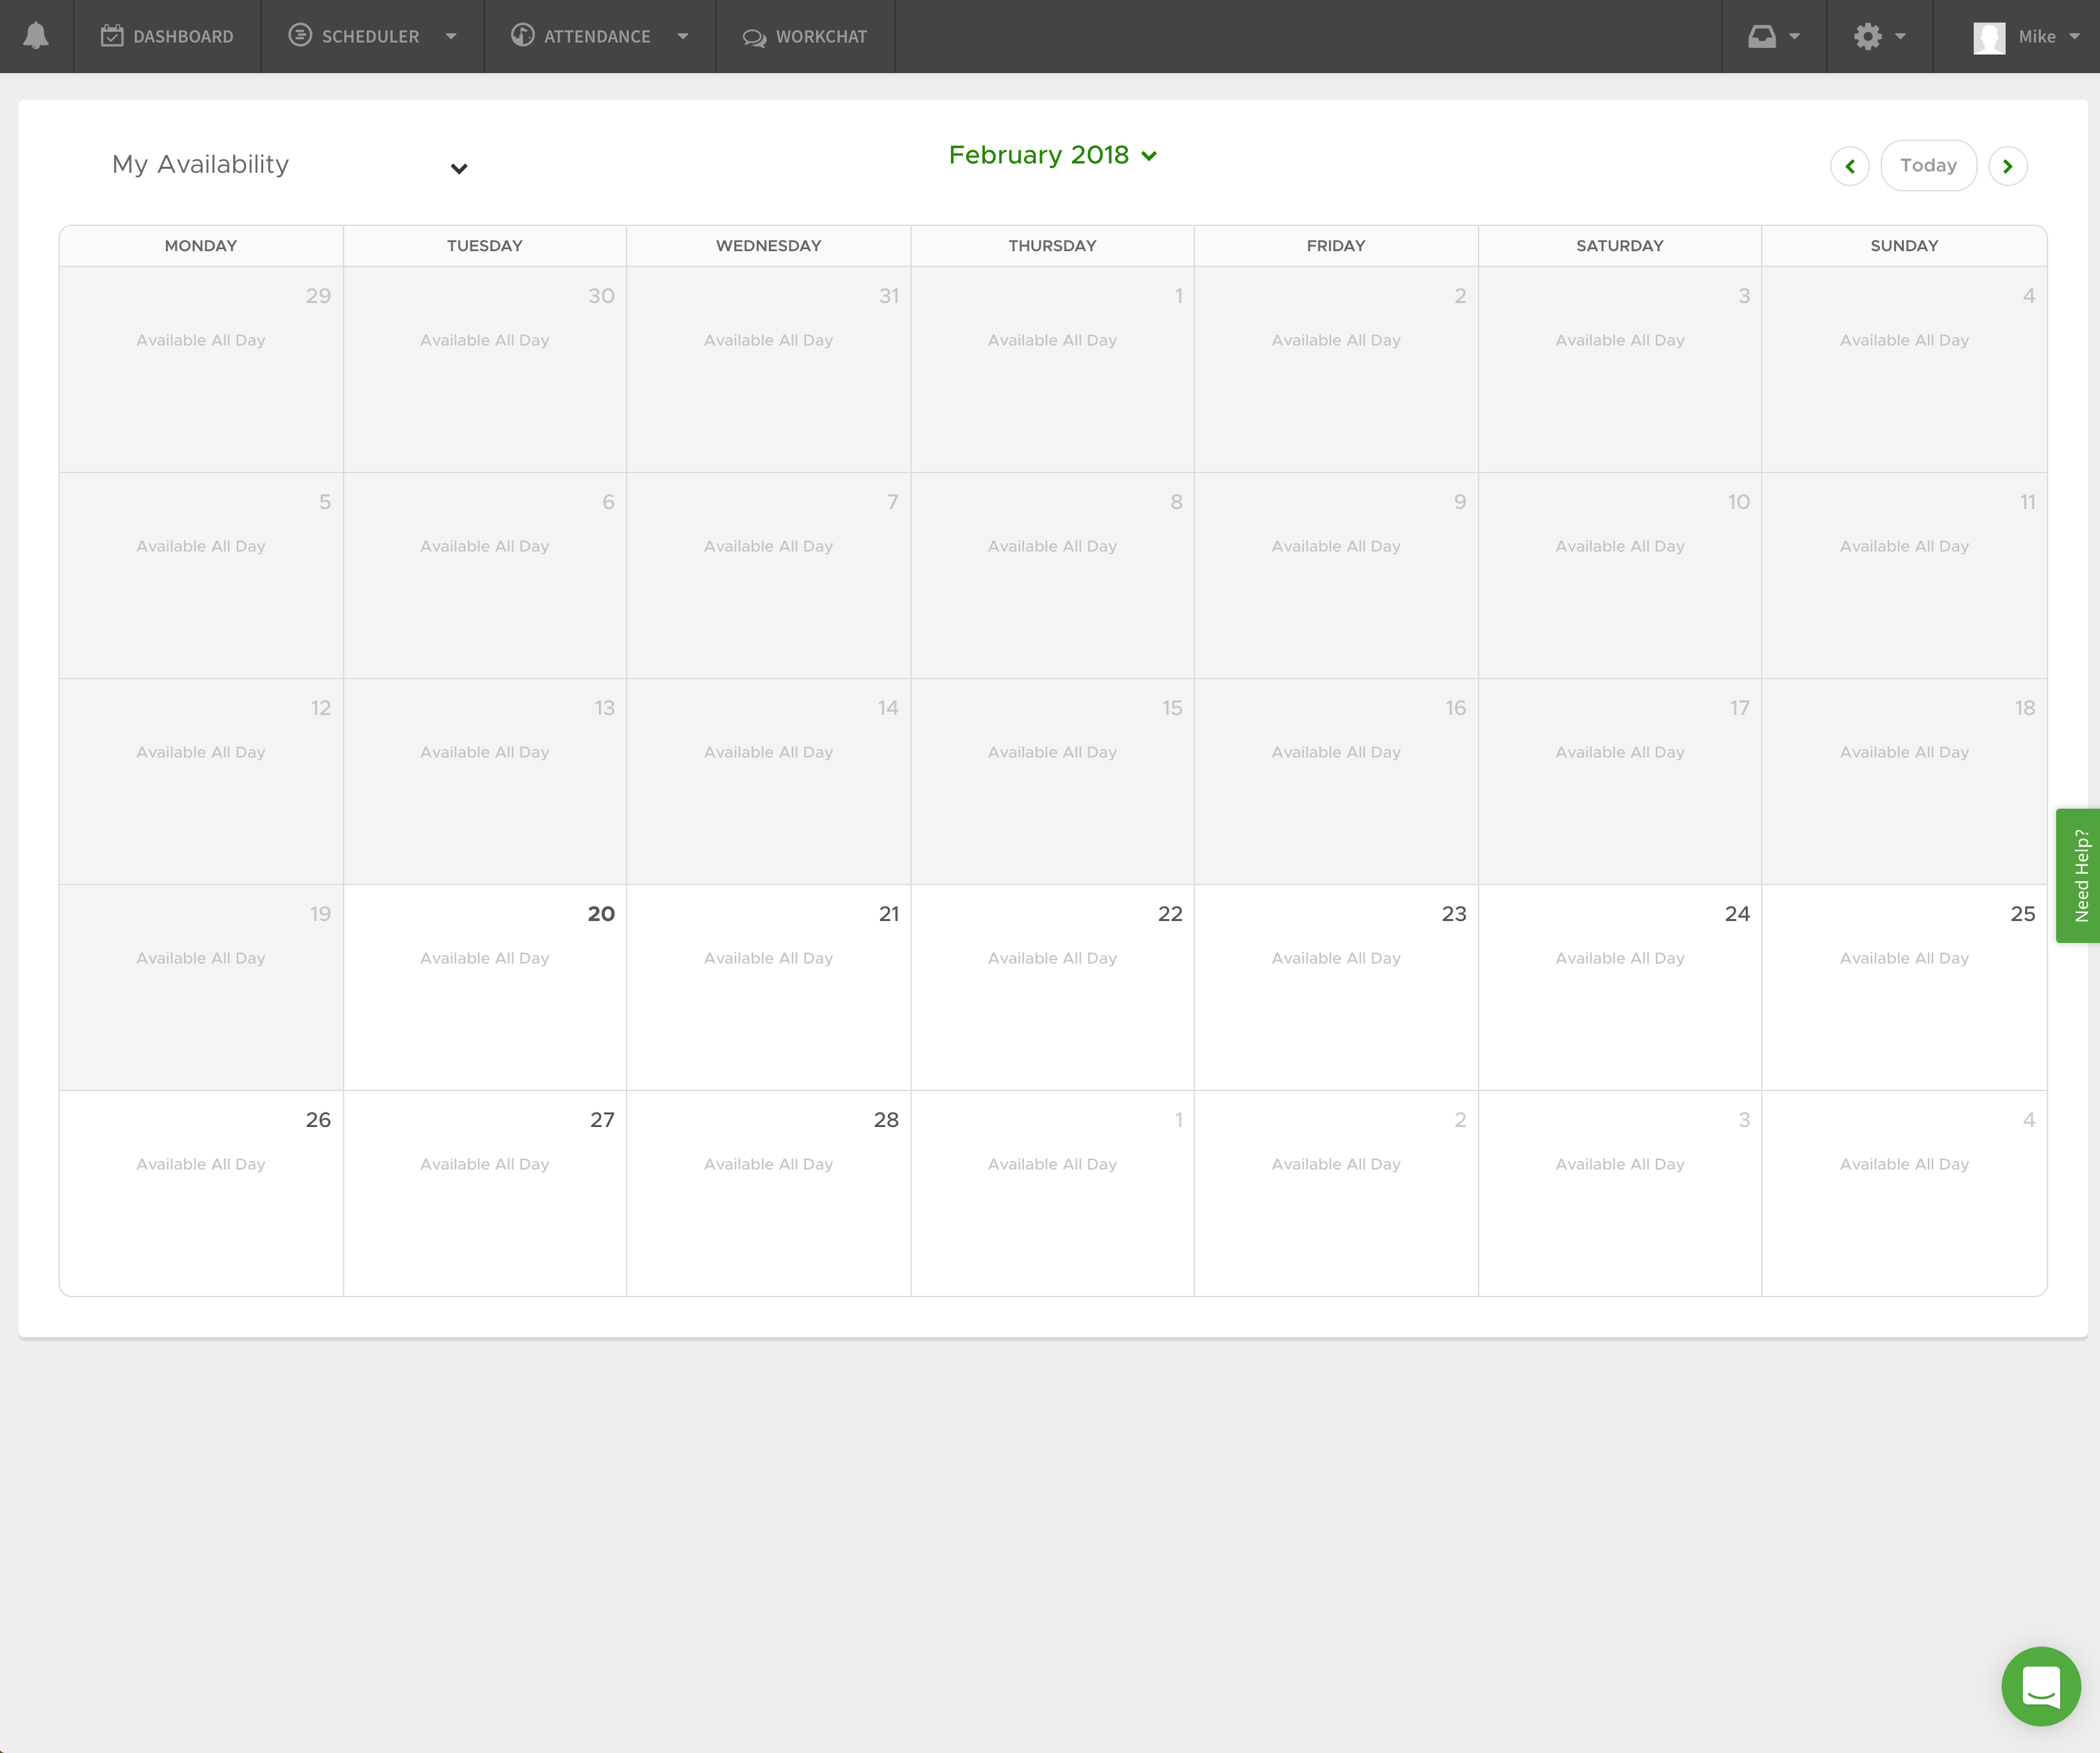 DASHBOARD SCHEDULER ATTENDANCE WORKCHAT Mike
My Availability February 2018 Today
MONDAY TUESDAY WEDNESDAY THURSDAY FRIDAY SATURDAY SUNDAY
29 30 31 1 2 3 4
Available All Day Available All Day Available All Day Available All Day Available All Day Available All Day Available All Day
5 6 7 8 9 10 11
Available All Day Available All Day Available All Day Available All Day Available All Day Available All Day Available All Day
12 13 14 15 16 17 18
Available All Day Available All Day Available All Day Available All Day Available All Day Available All Day Available All Day
Need Help?
19 20 21 22 23 24 25
Available All Day Available All Day Available All Day Available All Day Available All Day Available All Day Available All Day
26 27 28 1 2 3 4
Available All Day Available All Day Available All Day Available All Day Available All Day Available All Day Available All Day